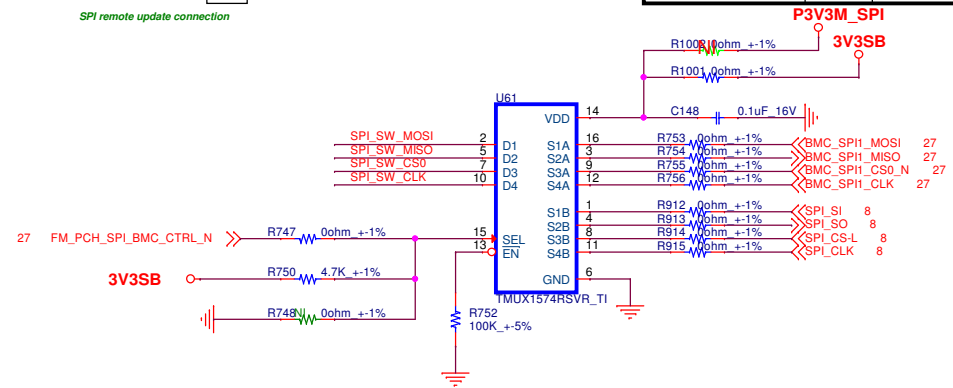 SPI remote update connection
P3V3M_SPI
R1002 0ohm_+-1%
NI
3V3SB
R1001 0ohm_+-1%
U61
VDD 14
C148 0.1uF_16V
SPI_SW_MOSI 2 D1
S1A 16 R753 0ohm_+-1% BMC_SPI1_MOSI 27
SPI_SW_MISO 5 D2
S2A 3 R754 0ohm_+-1% BMC_SPI1_MISO 27
SPI_SW_CS0 7 D3
S3A 9 R755 0ohm_+-1% BMC_SPI1_CS0_N 27
SPI_SW_CLK 10 D4
S4A 12 R756 0ohm_+-1% BMC_SPI1_CLK 27
S1B 1 R912 0ohm_+-1% SPI_SI 8
S2B 4 R913 0ohm_+-1% SPI_SO 8
S3B 8 R914 0ohm_+-1% SPI_CS-L 8
S4B 11 R915 0ohm_+-1% SPI_CLK 8
27 FM_PCH_SPI_BMC_CTRL_N R747 0ohm_+-1% 15 SEL
13 EN
3V3SB R750 4.7K_+-1%
GND 6
TMUX1574RSVR_TI
R748 NI 0ohm_+-1%
R752
100K_+-5%